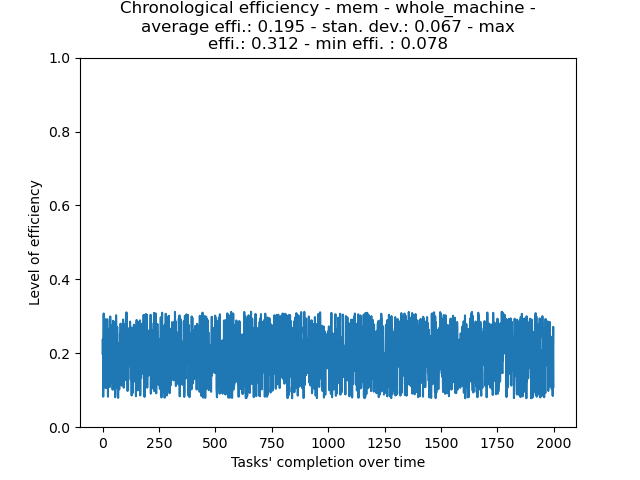 Chronological efficiency - mem - whole_machine -
average effi.: 0.195 - stan. dev.: 0.067 - max
effi.: 0.312 - min effi. : 0.078
1.0
0.8
0.6
0.4
0.2
0.0
Level of efficiency
0 250 500 750 1000 1250 1500 1750 2000
Tasks' completion over time